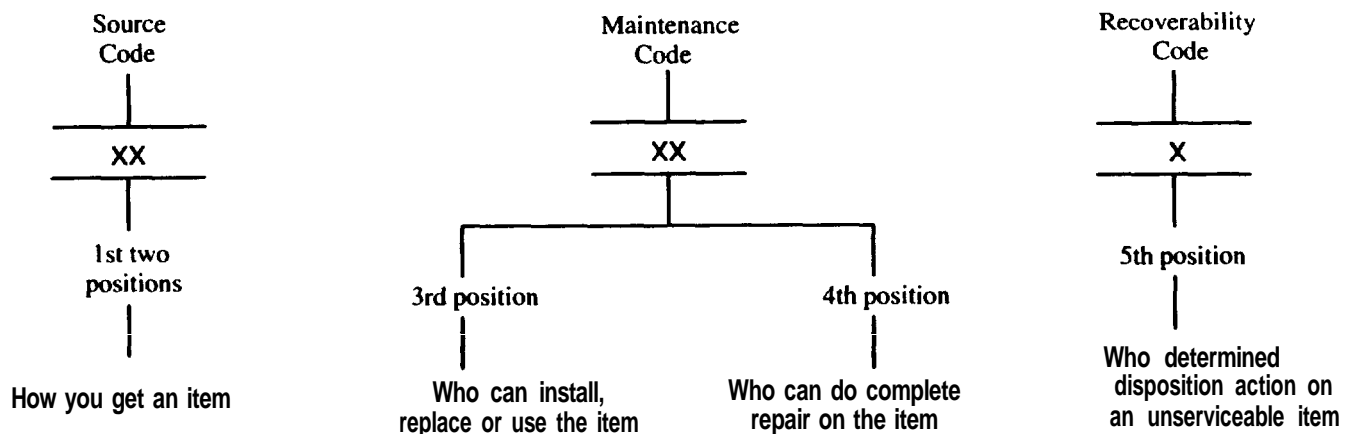 Source
Code
XX
1st two
positions
How you get an item
Maintenance
Code
XX
3rd position
Who can install,
replace or use the item
4th position
Who can do complete
repair on the item
Recoverability
Code
X
5th position
Who determined
disposition action on
an unserviceable item